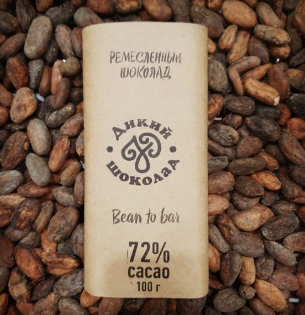 РЕМЕСЛЕННЫЙ
ШОКОЛАД
ДИКИЙ
ШОКОЛАД
Bean to bar
72%
cacao
100 г